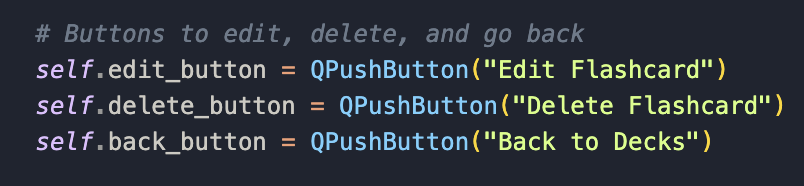 # Buttons to edit, delete, and go back
self.edit_button = QPushButton("Edit Flashcard")
self.delete_button = QPushButton("Delete Flashcard")
self.back_button = QPushButton("Back to Decks")